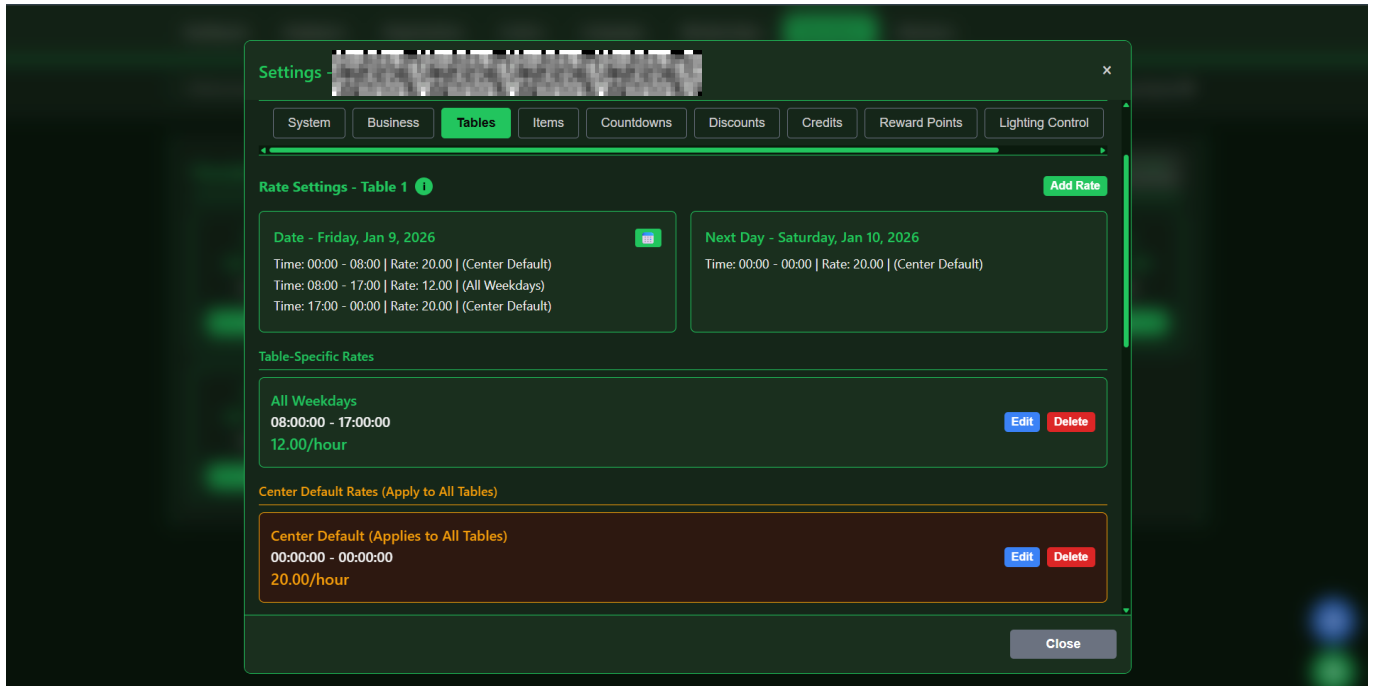 Settings -
×
System Business Tables Items Countdowns Discounts Credits Reward Points Lighting Control
Rate Settings - Table 1 i
Add Rate
Date - Friday, Jan 9, 2026
Time: 00:00 - 08:00 | Rate: 20.00 | (Center Default)
Time: 08:00 - 17:00 | Rate: 12.00 | (All Weekdays)
Time: 17:00 - 00:00 | Rate: 20.00 | (Center Default)
Next Day - Saturday, Jan 10, 2026
Time: 00:00 - 00:00 | Rate: 20.00 | (Center Default)
Table-Specific Rates
All Weekdays
08:00:00 - 17:00:00
12.00/hour
Edit Delete
Center Default Rates (Apply to All Tables)
Center Default (Applies to All Tables)
00:00:00 - 00:00:00
20.00/hour
Edit Delete
Close